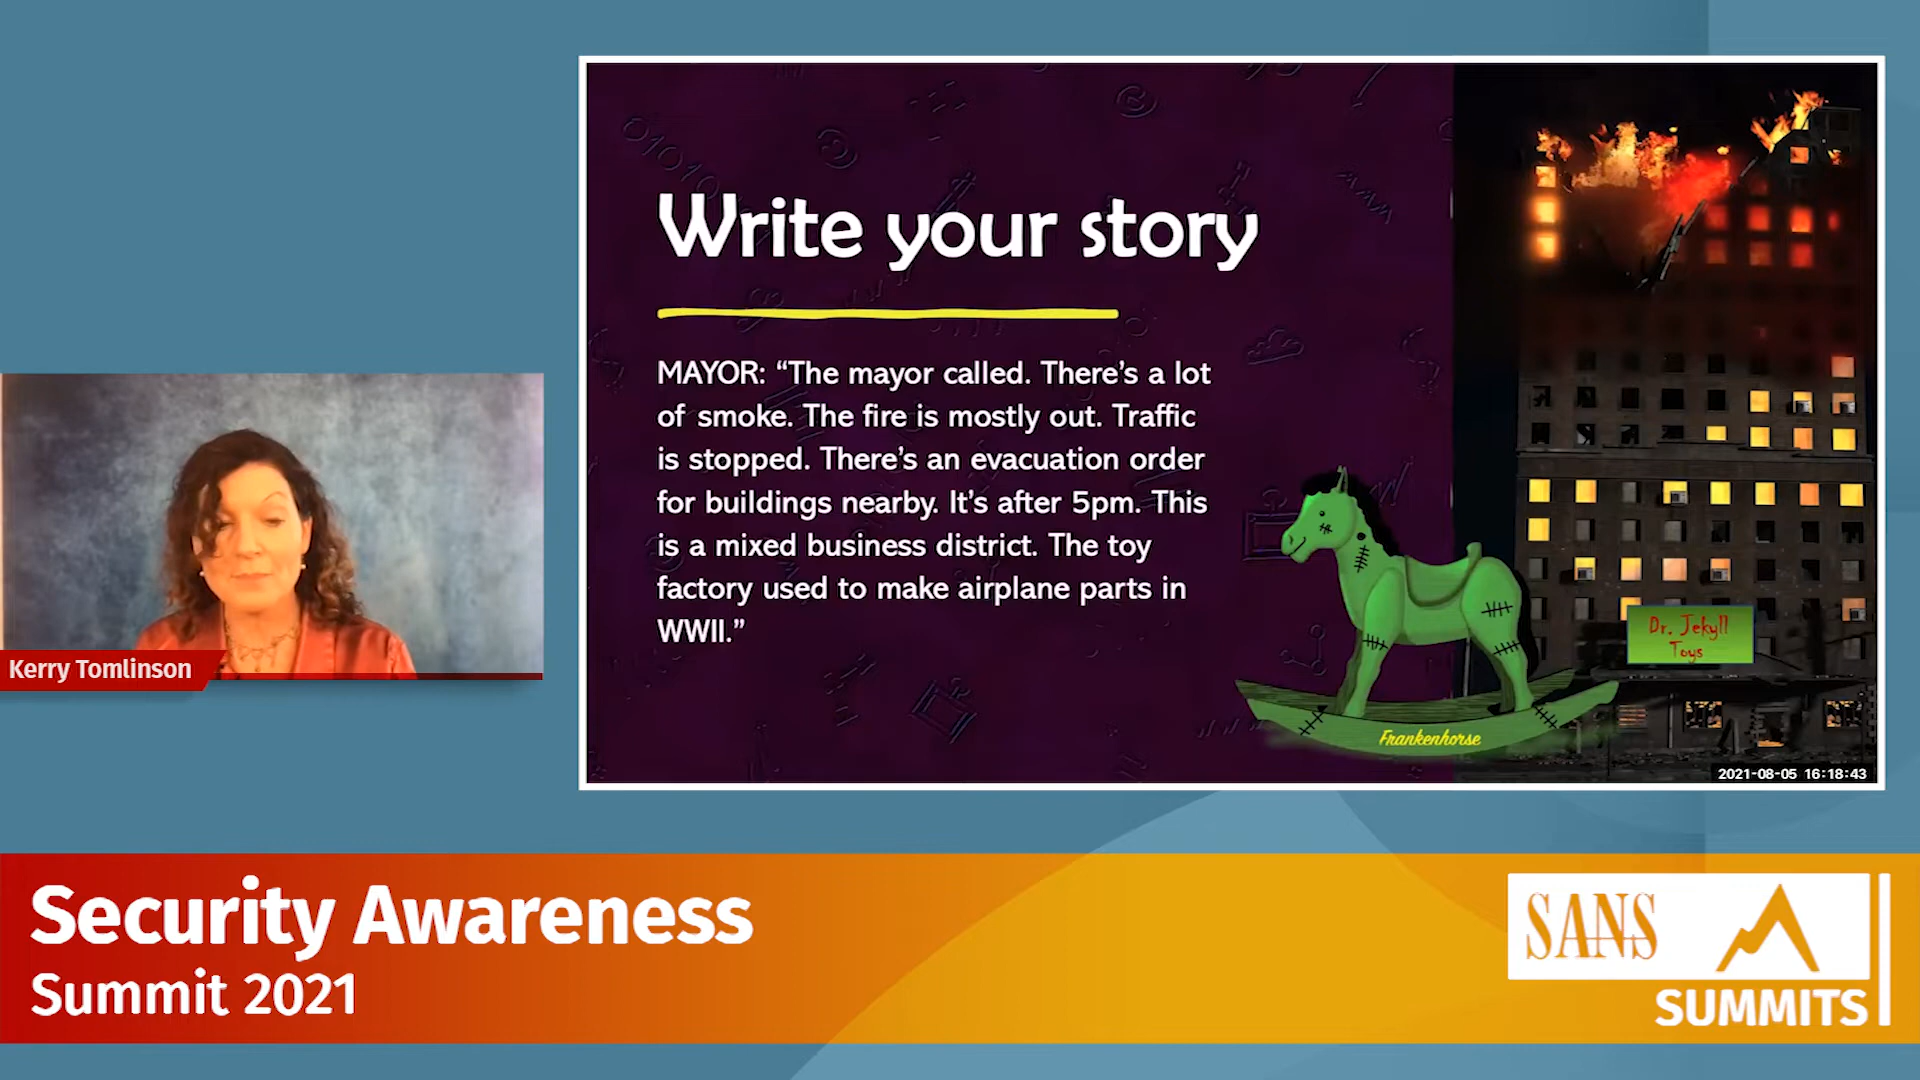 Write your story
MAYOR: “The mayor called. There’s a lot
of smoke. The fire is mostly out. Traffic
is stopped. There’s an evacuation order
for buildings nearby. It’s after 5pm. This
is a mixed business district. The toy
factory used to make airplane parts in
WWII.”
Dr. Jekyll
Toys
Frankenhorse
2021-08-05 16:18:43
Kerry Tomlinson
Security Awareness
Summit 2021
SANS
SUMMITS